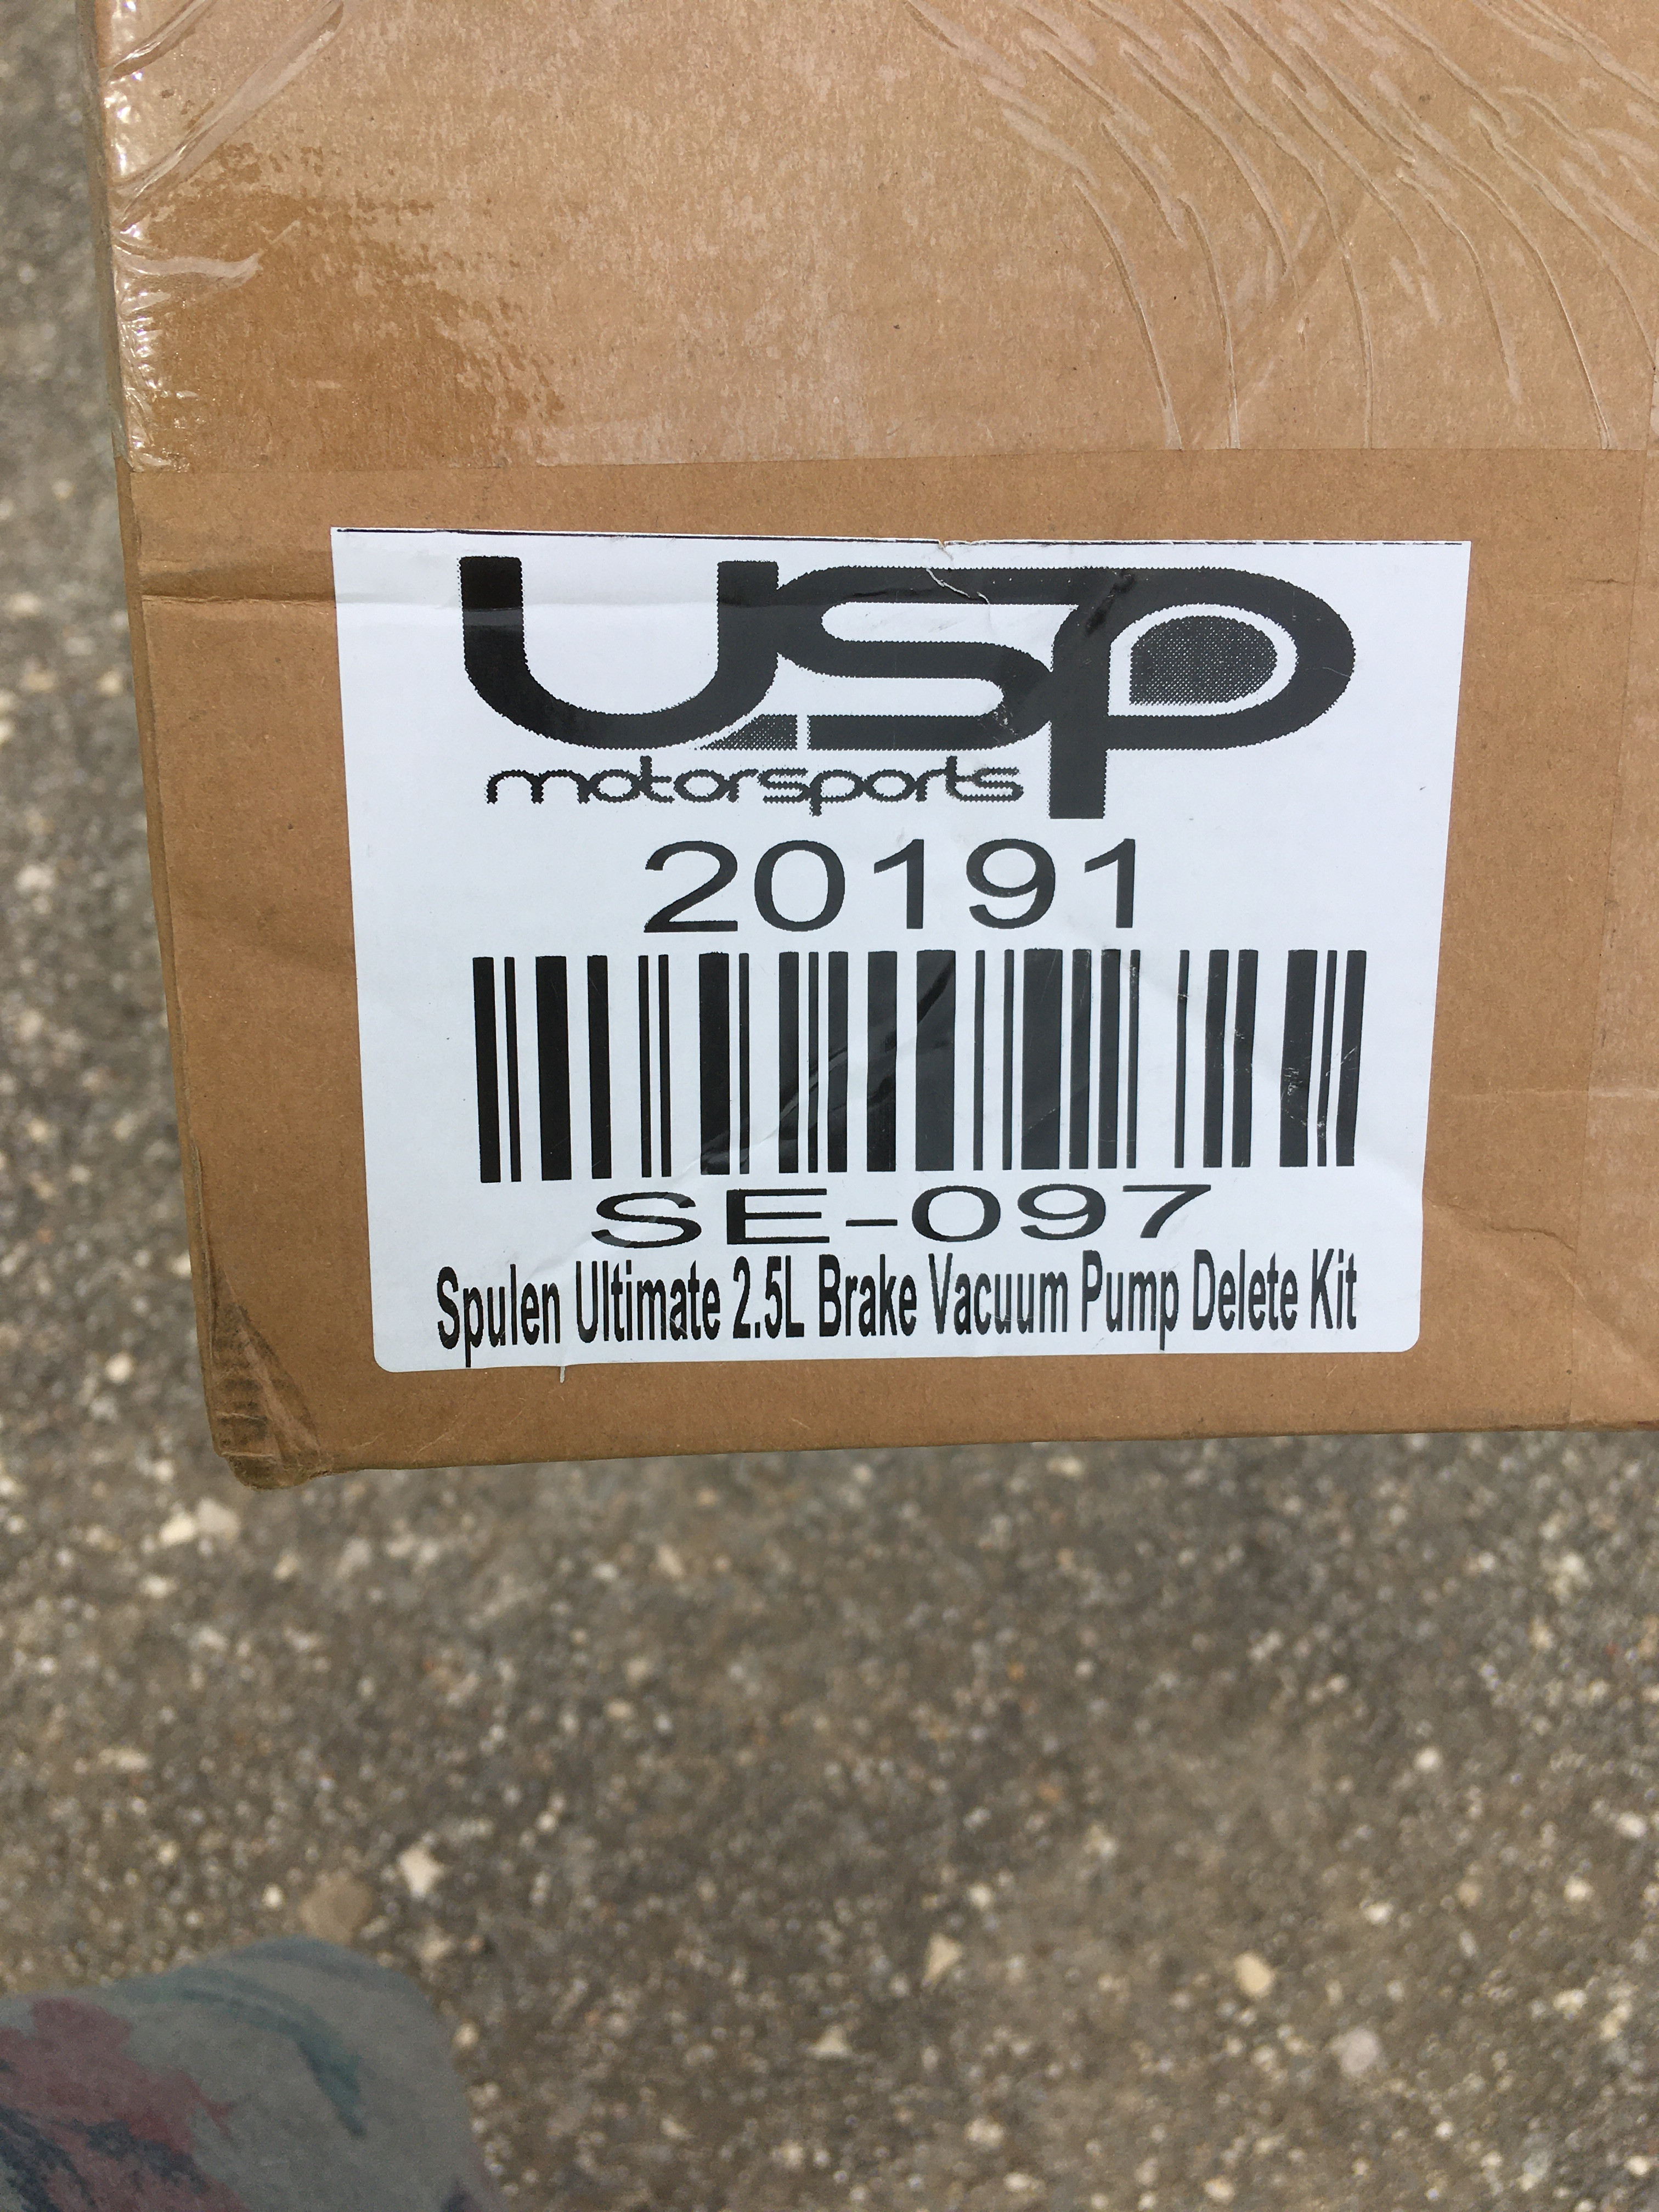 usp
motorsports
20191
SE-097
Spulen Ultimate 2.5L Brake Vacuum Pump Delete Kit